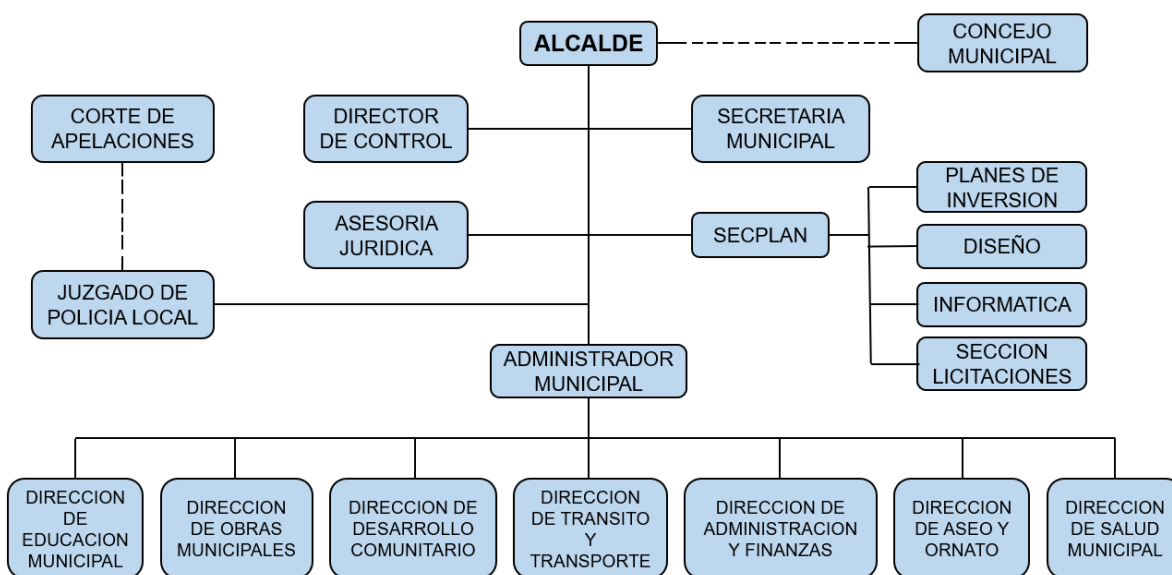 ALCALDE
CONCEJO
MUNICIPAL
CORTE DE
APELACIONES
DIRECTOR
DE CONTROL
SECRETARIA
MUNICIPAL
PLANES DE
INVERSION
ASESORIA
JURIDICA
SECPLAN
DISEÑO
JUZGADO DE
POLICIA LOCAL
INFORMATICA
ADMINISTRADOR
MUNICIPAL
SECCION
LICITACIONES
DIRECCION
DE
EDUCACION
MUNICIPAL
DIRECCION
DE OBRAS
MUNICIPALES
DIRECCION DE
DESARROLLO
COMUNITARIO
DIRECCION
DE TRANSITO
Y
TRANSPORTE
DIRECCION DE
ADMINISTRACION
Y FINANZAS
DIRECCION
DE ASEO Y
ORNATO
DIRECCION
DE SALUD
MUNICIPAL